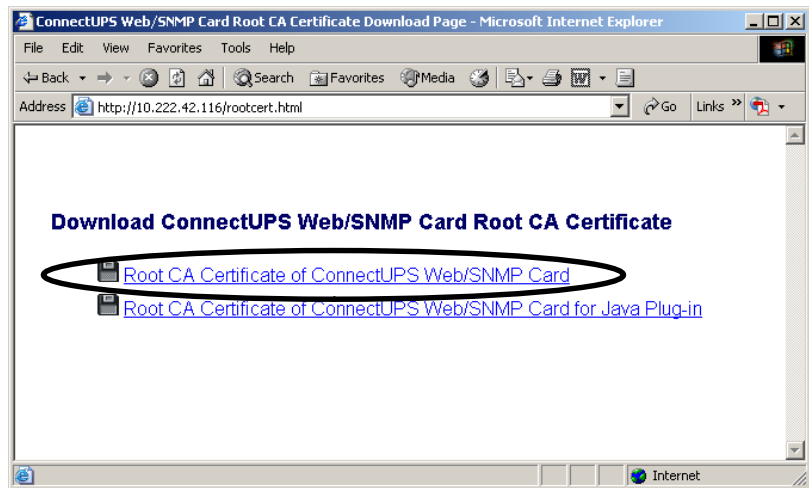 ConnectUPS Web/SNMP Card Root CA Certificate Download Page - Microsoft Internet Explorer
File Edit View Favorites Tools Help
Back Search Favorites Media
Address http://10.222.42.116/rootcert.html Go Links »
Download ConnectUPS Web/SNMP Card Root CA Certificate
Root CA Certificate of ConnectUPS Web/SNMP Card
Root CA Certificate of ConnectUPS Web/SNMP Card for Java Plug-in
Internet